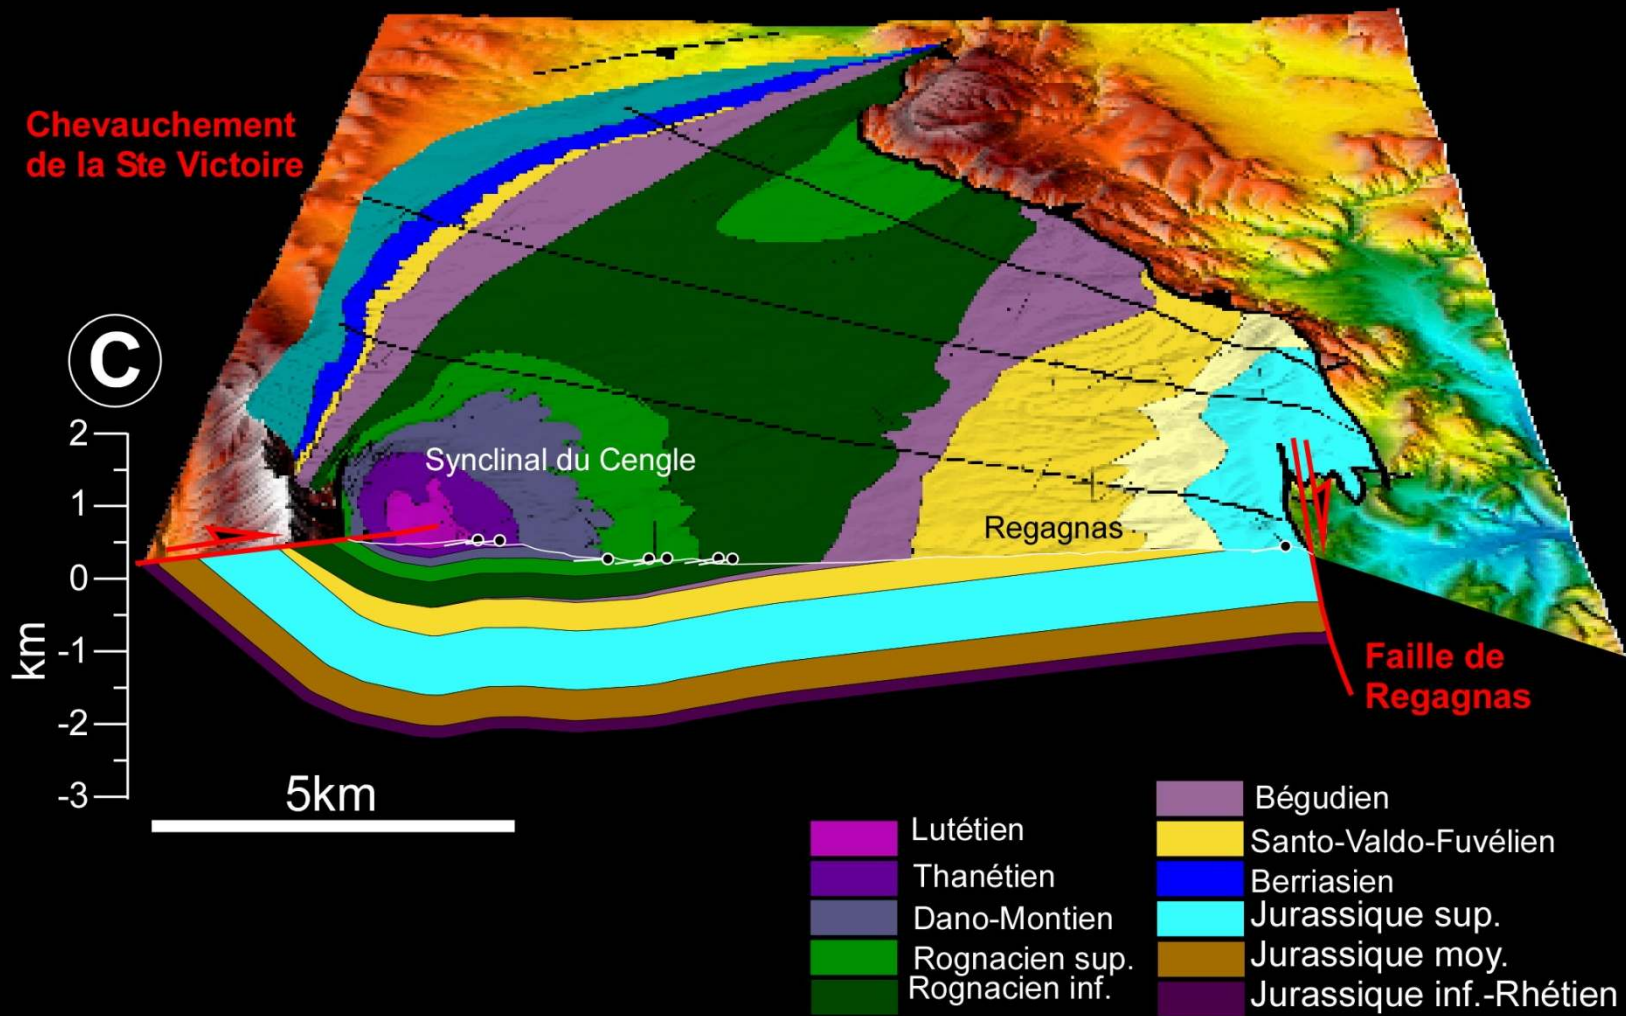 Chevauchement
de la Ste Victoire
C
2
1
0
-1
-2
-3
km
5km
Synclinal du Cengle
Regagnas
Faille de
Regagnas
Lutétien
Thanétien
Dano-Montien
Rognacien sup.
Rognacien inf.
Bégudien
Santo-Valdo-Fuvélien
Berriasien
Jurassique sup.
Jurassique moy.
Jurassique inf.-Rhétien